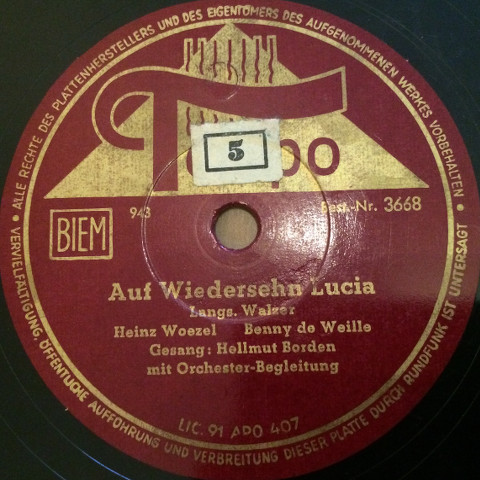 ALLE RECHTE DES PLATTENHERSTELLERS UND DES EIGENTÜMERS DES AUFGENOMMENEN WERKES VORBEHALTEN
5
BIEM
943
Best.-Nr. 3668
Auf Wiedersehn Lucia
Langs. Walzer
Heinz Woezel Benny de Weille
Gesang: Hellmut Borden
mit Orchester-Begleitung
LIC. 91 APO 407
VERVIELFÄLTIGUNG, ÖFFENTLICHE AUFFÜHRUNG UND VERBREITUNG DIESER PLATTE DURCH RUNDFUNK IST UNTERSAGT